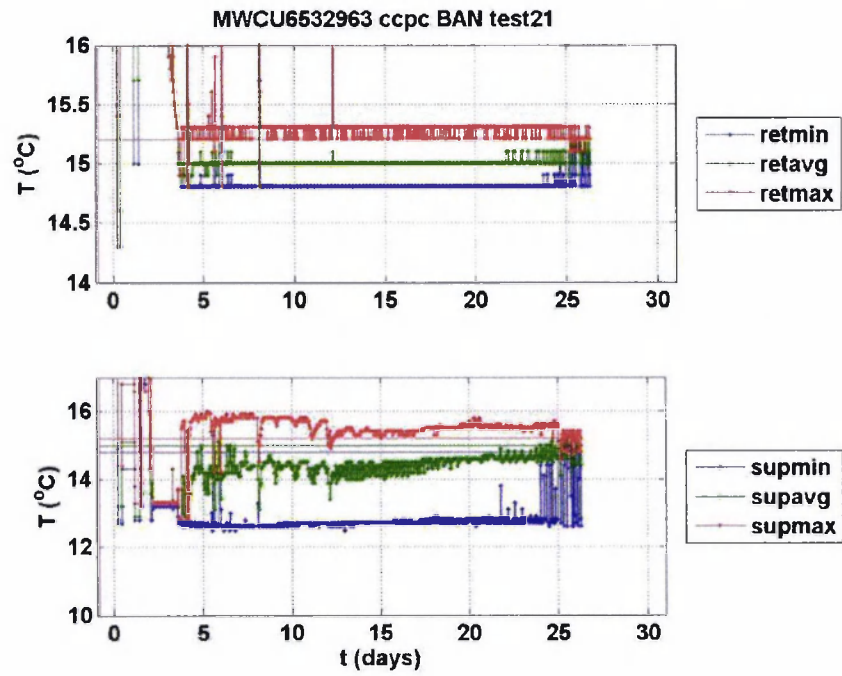 MWCU6532963 ccpc BAN test21
16
15.5
15
14.5
14
T (°C)
0 5 10 15 20 25 30
retmin
retavg
retmax
16
14
12
10
T (°C)
0 5 10 15 20 25 30
t (days)
supmin
supavg
supmax